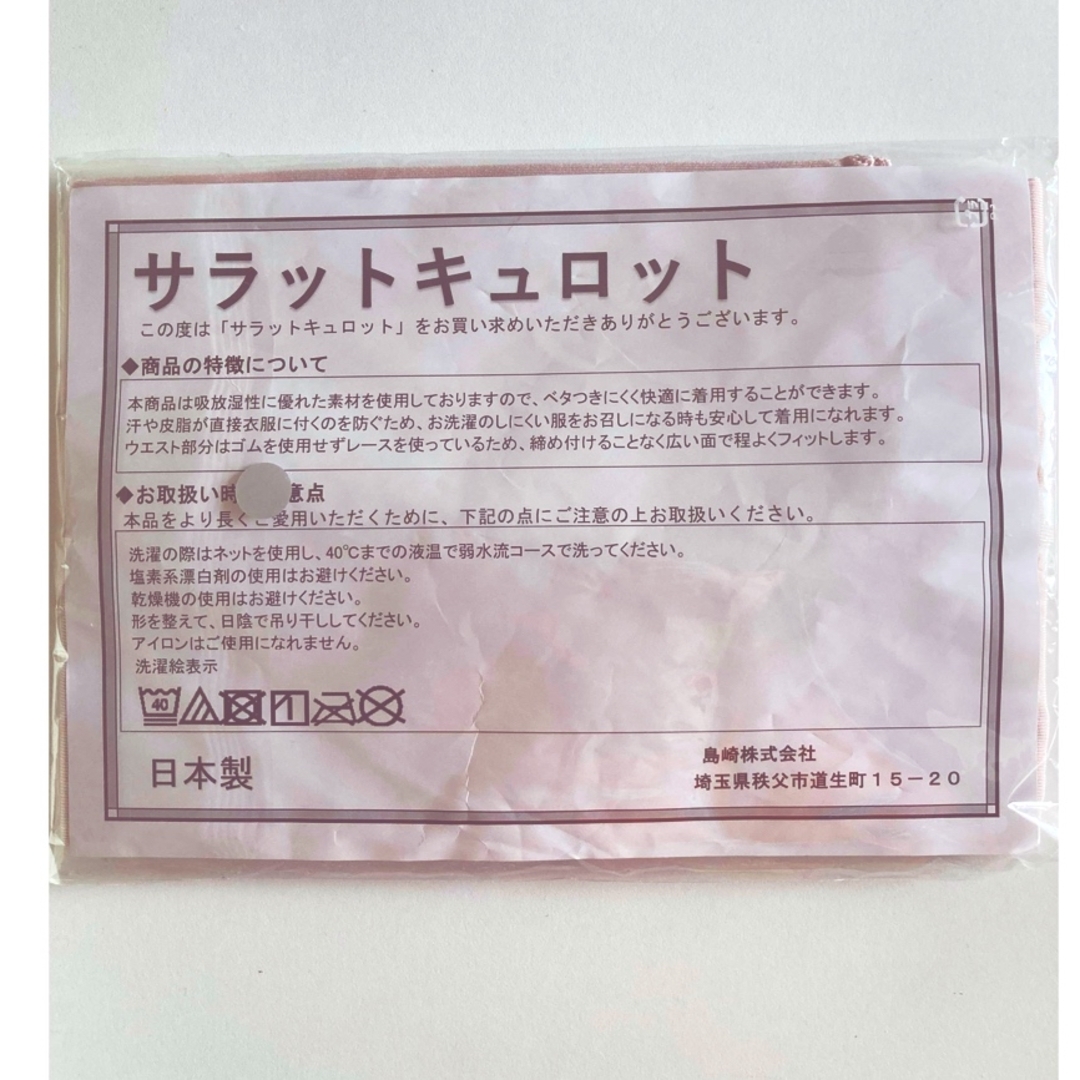 サラットキュロット
この度は「サラットキュロット」をお買い求めいただきありがとうございます。
◆商品の特徴について
本商品は吸放湿性に優れた素材を使用しておりますので、ベタつきにくく快適に着用することができます。
汗や皮脂が直接衣服に付くのを防ぐため、お洗濯のしにくい服をお召しになる時も安心して着用になれます。
ウエスト部分はゴムを使用せずレースを使っているため、締め付けることなく広い面で程よくフィットします。
◆お取扱い時 意点
本品をより長くご愛用いただくために、下記の点にご注意の上お取扱いください。
洗濯の際はネットを使用し、40℃までの液温で弱水流コースで洗ってください。
塩素系漂白剤の使用はお避けください。
乾燥機の使用はお避けください。
形を整えて、日陰で吊り干ししてください。
アイロンはご使用になれません。
洗濯絵表示
40
日本製
島崎株式会社
埼玉県秩父市道生町15－20